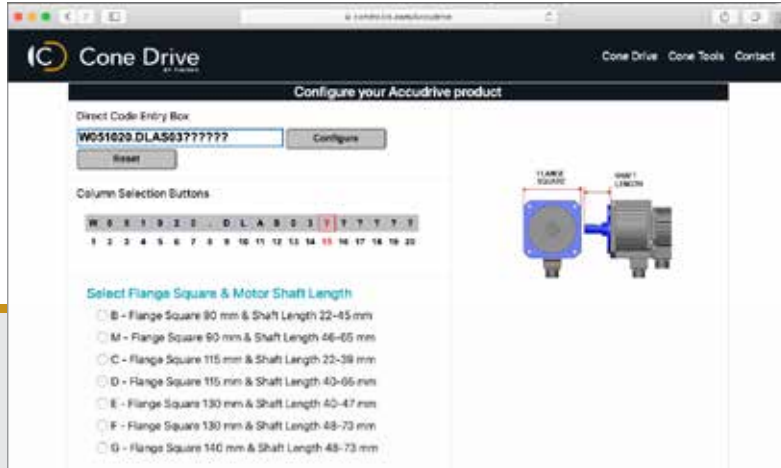 Cone Drive
Cone Drive Cone Tools Contact
Configure your Accudrive product
Direct Code Entry Box
W051020.DLAS03??????
Configure
Reset
Column Selection Buttons
W 0 5 1 0 2 0 . D L A S 0 3 ? ? ? ? ? ?
1 2 3 4 5 6 7 8 9 10 11 12 13 14 15 16 17 18 19 20
FLANGE
SQUARE
SHAFT
LENGTH
Select Flange Square & Motor Shaft Length
B - Flange Square 90 mm & Shaft Length 22-45 mm
M - Flange Square 90 mm & Shaft Length 46-65 mm
C - Flange Square 115 mm & Shaft Length 22-39 mm
D - Flange Square 115 mm & Shaft Length 40-66 mm
E - Flange Square 130 mm & Shaft Length 40-47 mm
F - Flange Square 130 mm & Shaft Length 48-73 mm
G - Flange Square 140 mm & Shaft Length 48-73 mm